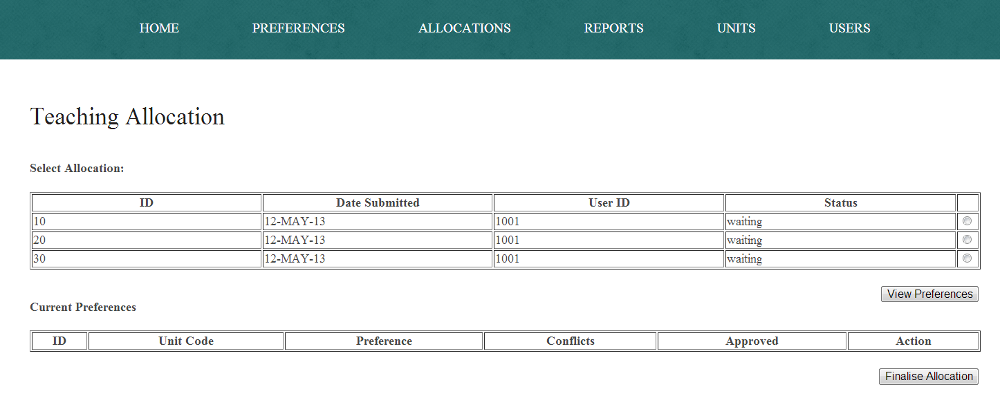 HOME PREFERENCES ALLOCATIONS REPORTS UNITS USERS
Teaching Allocation
Select Allocation:
ID Date Submitted User ID Status
10 12-MAY-13 1001 waiting
20 12-MAY-13 1001 waiting
30 12-MAY-13 1001 waiting
View Preferences
Current Preferences
ID Unit Code Preference Conflicts Approved Action
Finalise Allocation